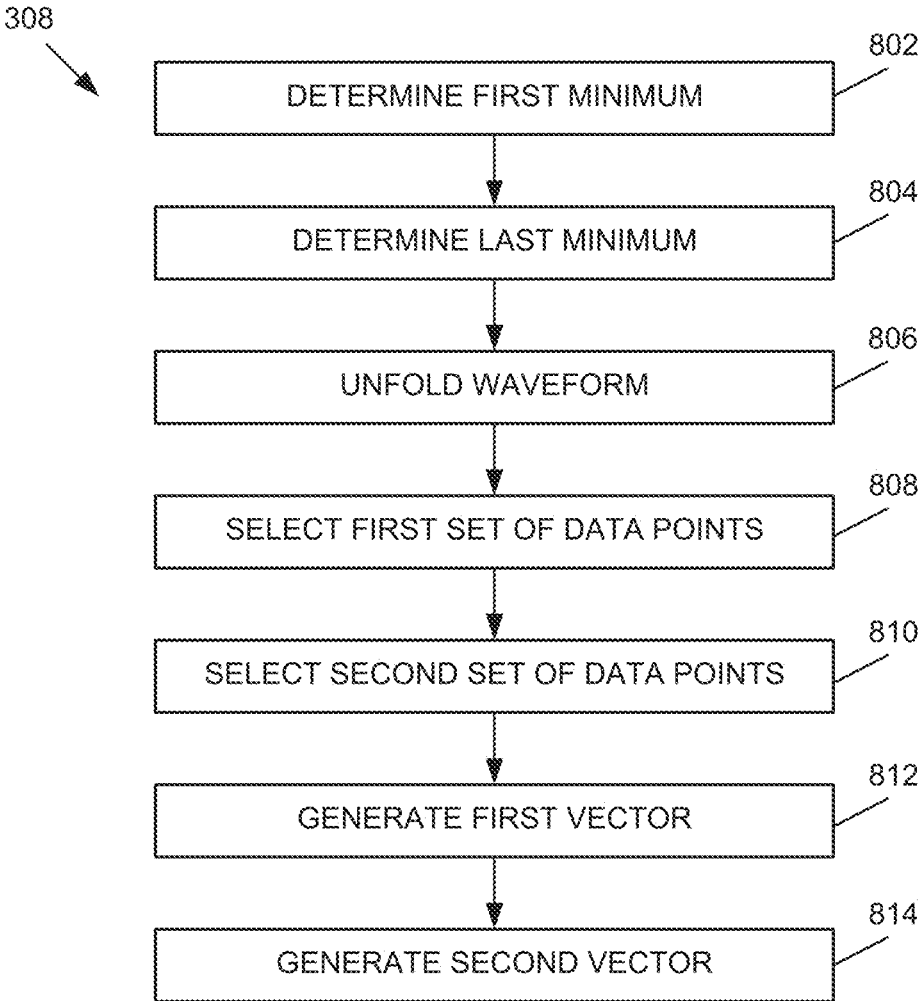 308
802
DETERMINE FIRST MINIMUM
804
DETERMINE LAST MINIMUM
806
UNFOLD WAVEFORM
808
SELECT FIRST SET OF DATA POINTS
810
SELECT SECOND SET OF DATA POINTS
812
GENERATE FIRST VECTOR
814
GENERATE SECOND VECTOR